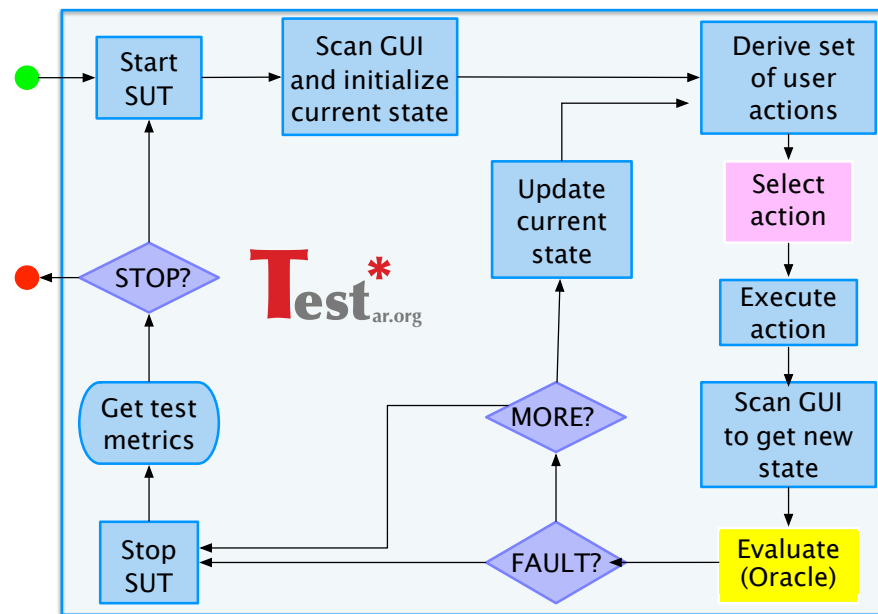 Start
SUT
Scan GUI
and initialize
current state
Derive set
of user
actions
Select
action
Execute
action
Scan GUI
to get new
state
Evaluate
(Oracle)
FAULT?
MORE?
Update
current
state
Stop
SUT
Get test
metrics
STOP?
Test*
ar.org